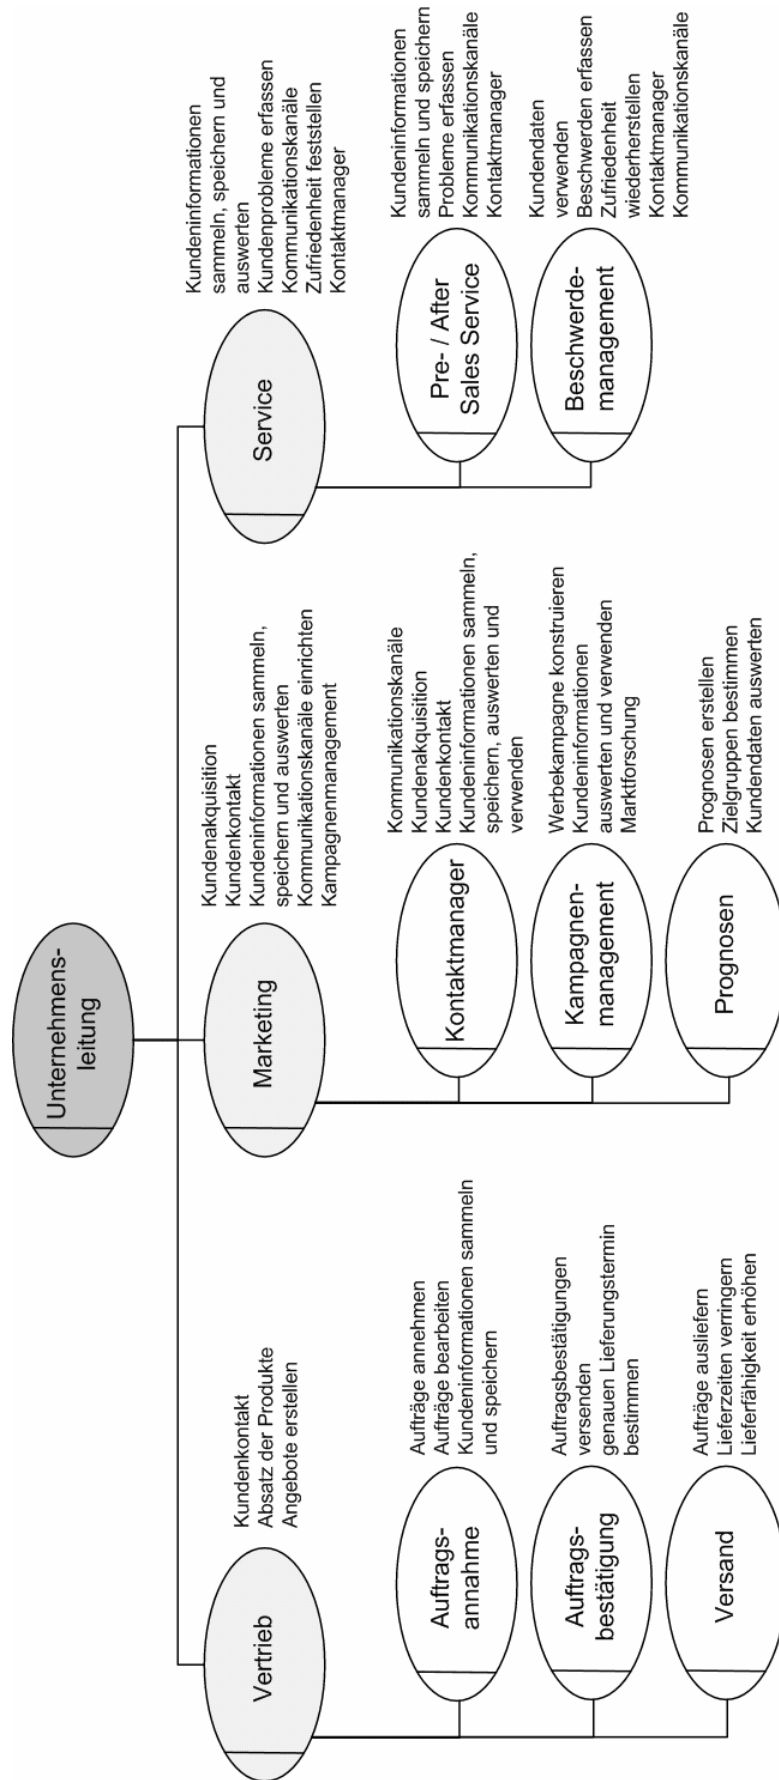 Unternehmens-
leitung
Vertrieb
Kundenkontakt
Absatz der Produkte
Angebote erstellen
Auftrags-
annahme
Aufträge annehmen
Aufträge bearbeiten
Kundeninformationen sammeln
und speichern
Auftrags-
bestätigung
Auftragsbestätigungen
versenden
genauen Lieferungstermin
bestimmen
Versand
Aufträge ausliefern
Lieferzeiten verringern
Lieferfähigkeit erhöhen
Marketing
Kundenakquisition
Kundenkontakt
Kundeninformationen sammeln,
speichern und auswerten
Kommunikationskanäle einrichten
Kampagnenmanagement
Kontaktmanager
Kommunikationskanäle
Kundenakquisition
Kundenkontakt
Kundeninformationen sammeln,
speichern, auswerten und
verwenden
Kampagnen-
management
Werbekampagne konstruieren
Kundeninformationen
auswerten und verwenden
Marktforschung
Prognosen
Prognosen erstellen
Zielgruppen bestimmen
Kundendaten auswerten
Service
Kundeninformationen
sammeln, speichern und
auswerten
Kundenprobleme erfassen
Kommunikationskanäle
Zufriedenheit feststellen
Kontaktmanager
Pre- / After
Sales Service
Kundeninformationen
sammeln und speichern
Probleme erfassen
Kommunikationskanäle
Kontaktmanager
Beschwerde-
management
Kundendaten
verwenden
Beschwerden erfassen
Zufriedenheit
wiederherstellen
Kontaktmanager
Kommunikationskanäle